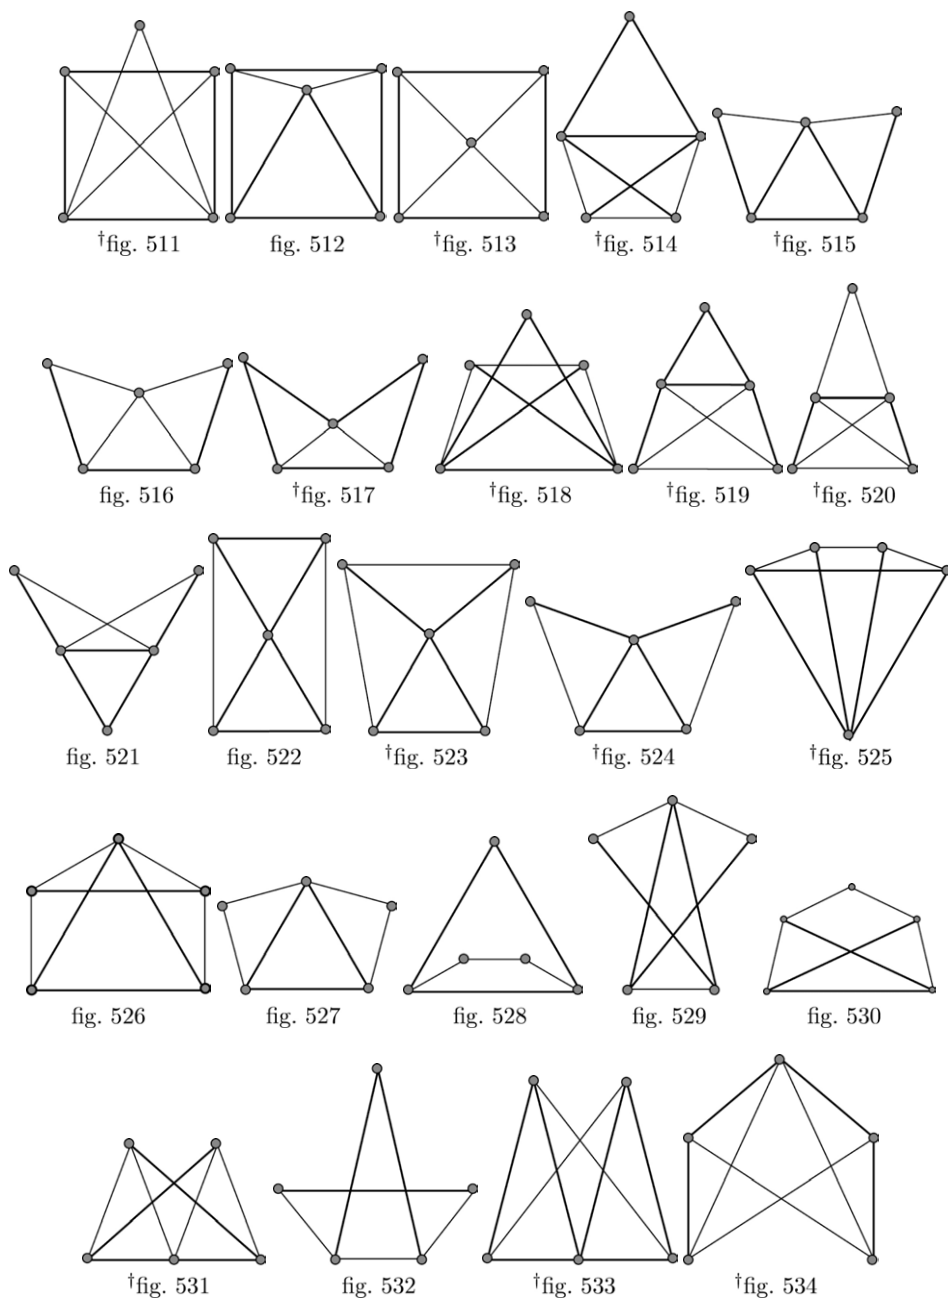 †fig. 511 fig. 512 †fig. 513 †fig. 514 †fig. 515
fig. 516 †fig. 517 †fig. 518 †fig. 519 †fig. 520
fig. 521 fig. 522 †fig. 523 †fig. 524 †fig. 525
fig. 526 fig. 527 fig. 528 fig. 529 fig. 530
†fig. 531 fig. 532 †fig. 533 †fig. 534